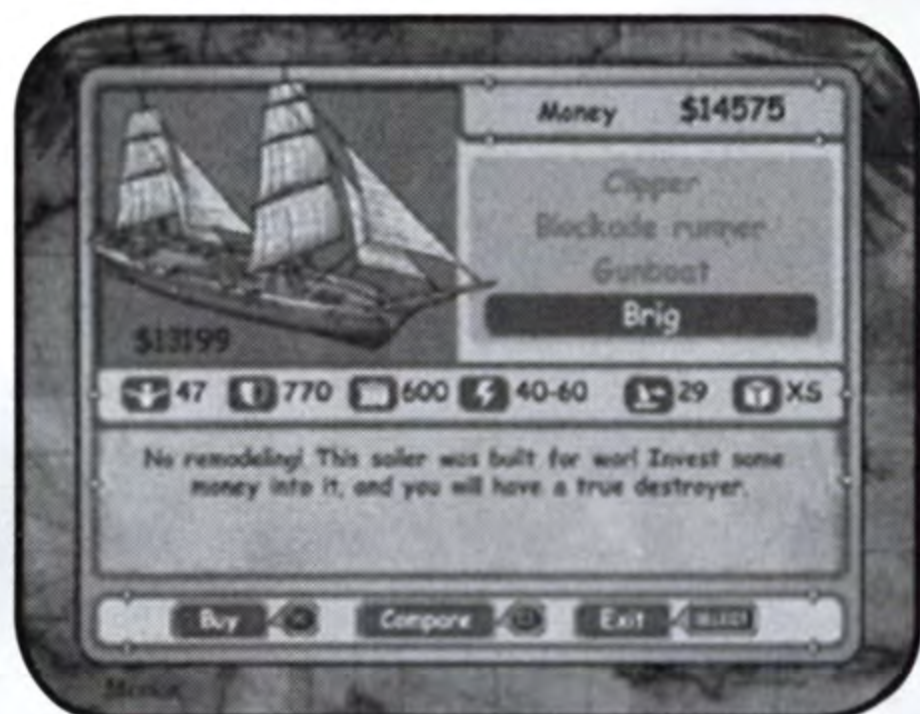 Money $14575
Clipper
Blockade runner
Gunboat
Brig
$13199
47 770 600 40-60 29 XS
No remodeling! This sailer was built for war! Invest some
money into it, and you will have a true destroyer.
Buy Compare Exit SELECT